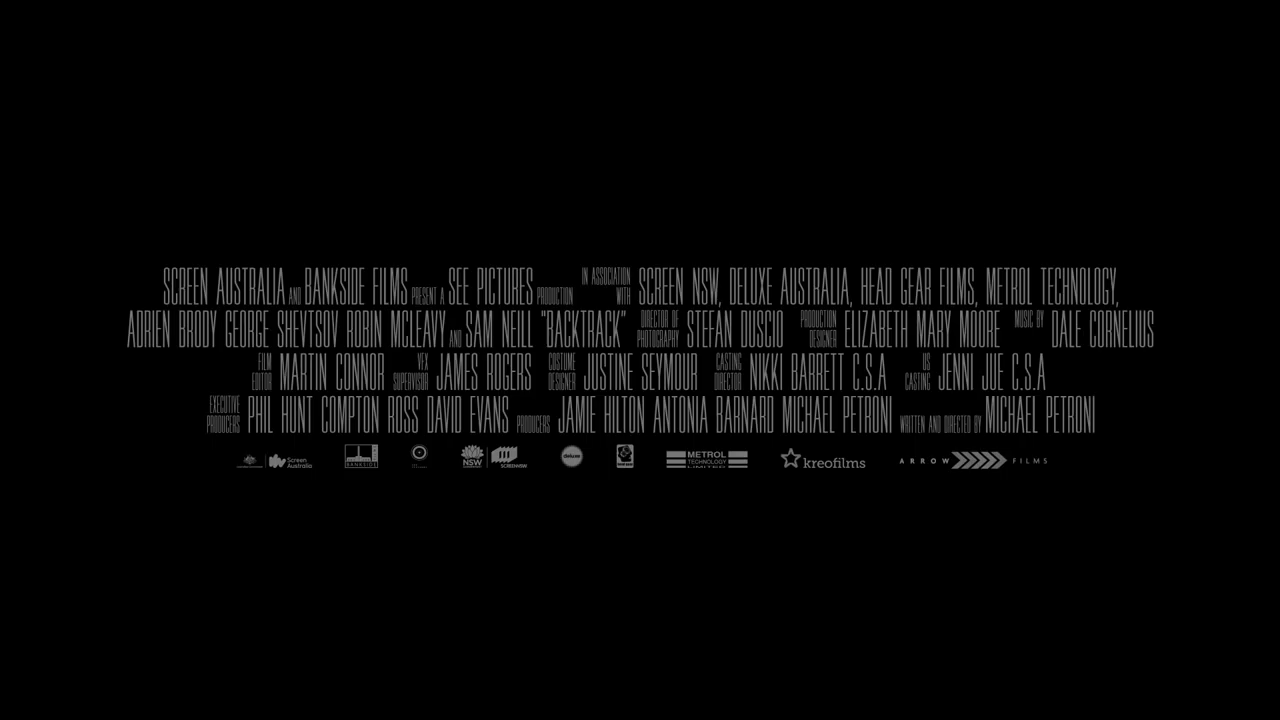 SCREEN AUSTRALIA AND BANKSIDE FILMS PRESENT A SEE PICTURES PRODUCTION IN ASSOCIATION WITH SCREEN NSW, DELUXE AUSTRALIA, HEAD GEAR FILMS, METROL TECHNOLOGY,
ADRIEN BRODY GEORGE SHEVTSOV ROBIN MCLEAVY AND SAM NEILL "BACKTRACK" DIRECTOR OF PHOTOGRAPHY STEFAN DUSCIO PRODUCTION DESIGNER ELIZABETH MARY MOORE MUSIC BY DALE CORNELIUS
FILM EDITOR MARTIN CONNOR VFX SUPERVISOR JAMES ROGERS COSTUME DESIGNER JUSTINE SEYMOUR CASTING DIRECTOR NIKKI BARRETT C.S.A US CASTING JENNI JUE C.S.A
EXECUTIVE PRODUCERS PHIL HUNT COMPTON ROSS DAVID EVANS PRODUCERS JAMIE HILTON ANTONIA BARNARD MICHAEL PETRONI WRITTEN AND DIRECTED BY MICHAEL PETRONI
Screen Australia BANKSIDE NSW SCREENNSW deluxe METROL TECHNOLOGY LIMITED kreofilms ARROW FILMS